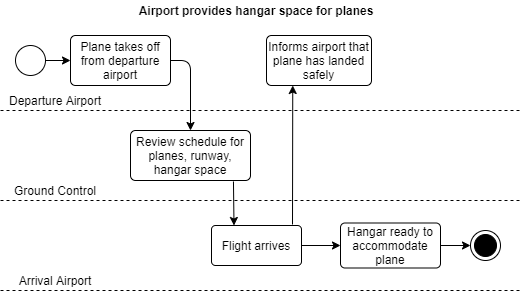 Airport provides hangar space for planes
Plane takes off
from departure
airport
Informs airport that
plane has landed
safely
Departure Airport
Review schedule for
planes, runway,
hangar space
Ground Control
Flight arrives
Hangar ready to
accommodate
plane
Arrival Airport